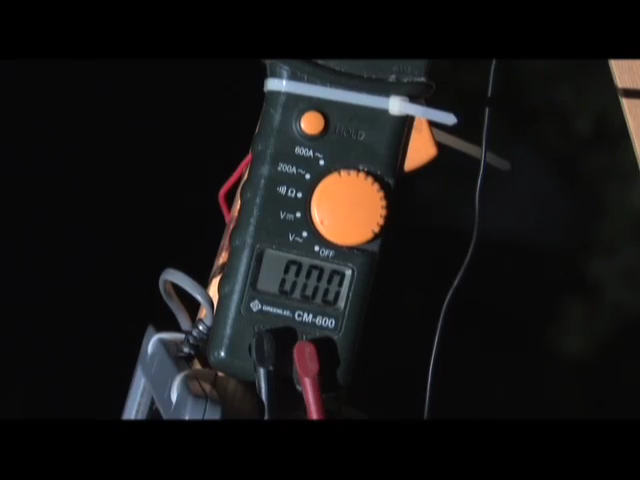 HOLD
600A~
200A~
Ω
V⎓
V~
OFF
000
GREENLEE
CM-600